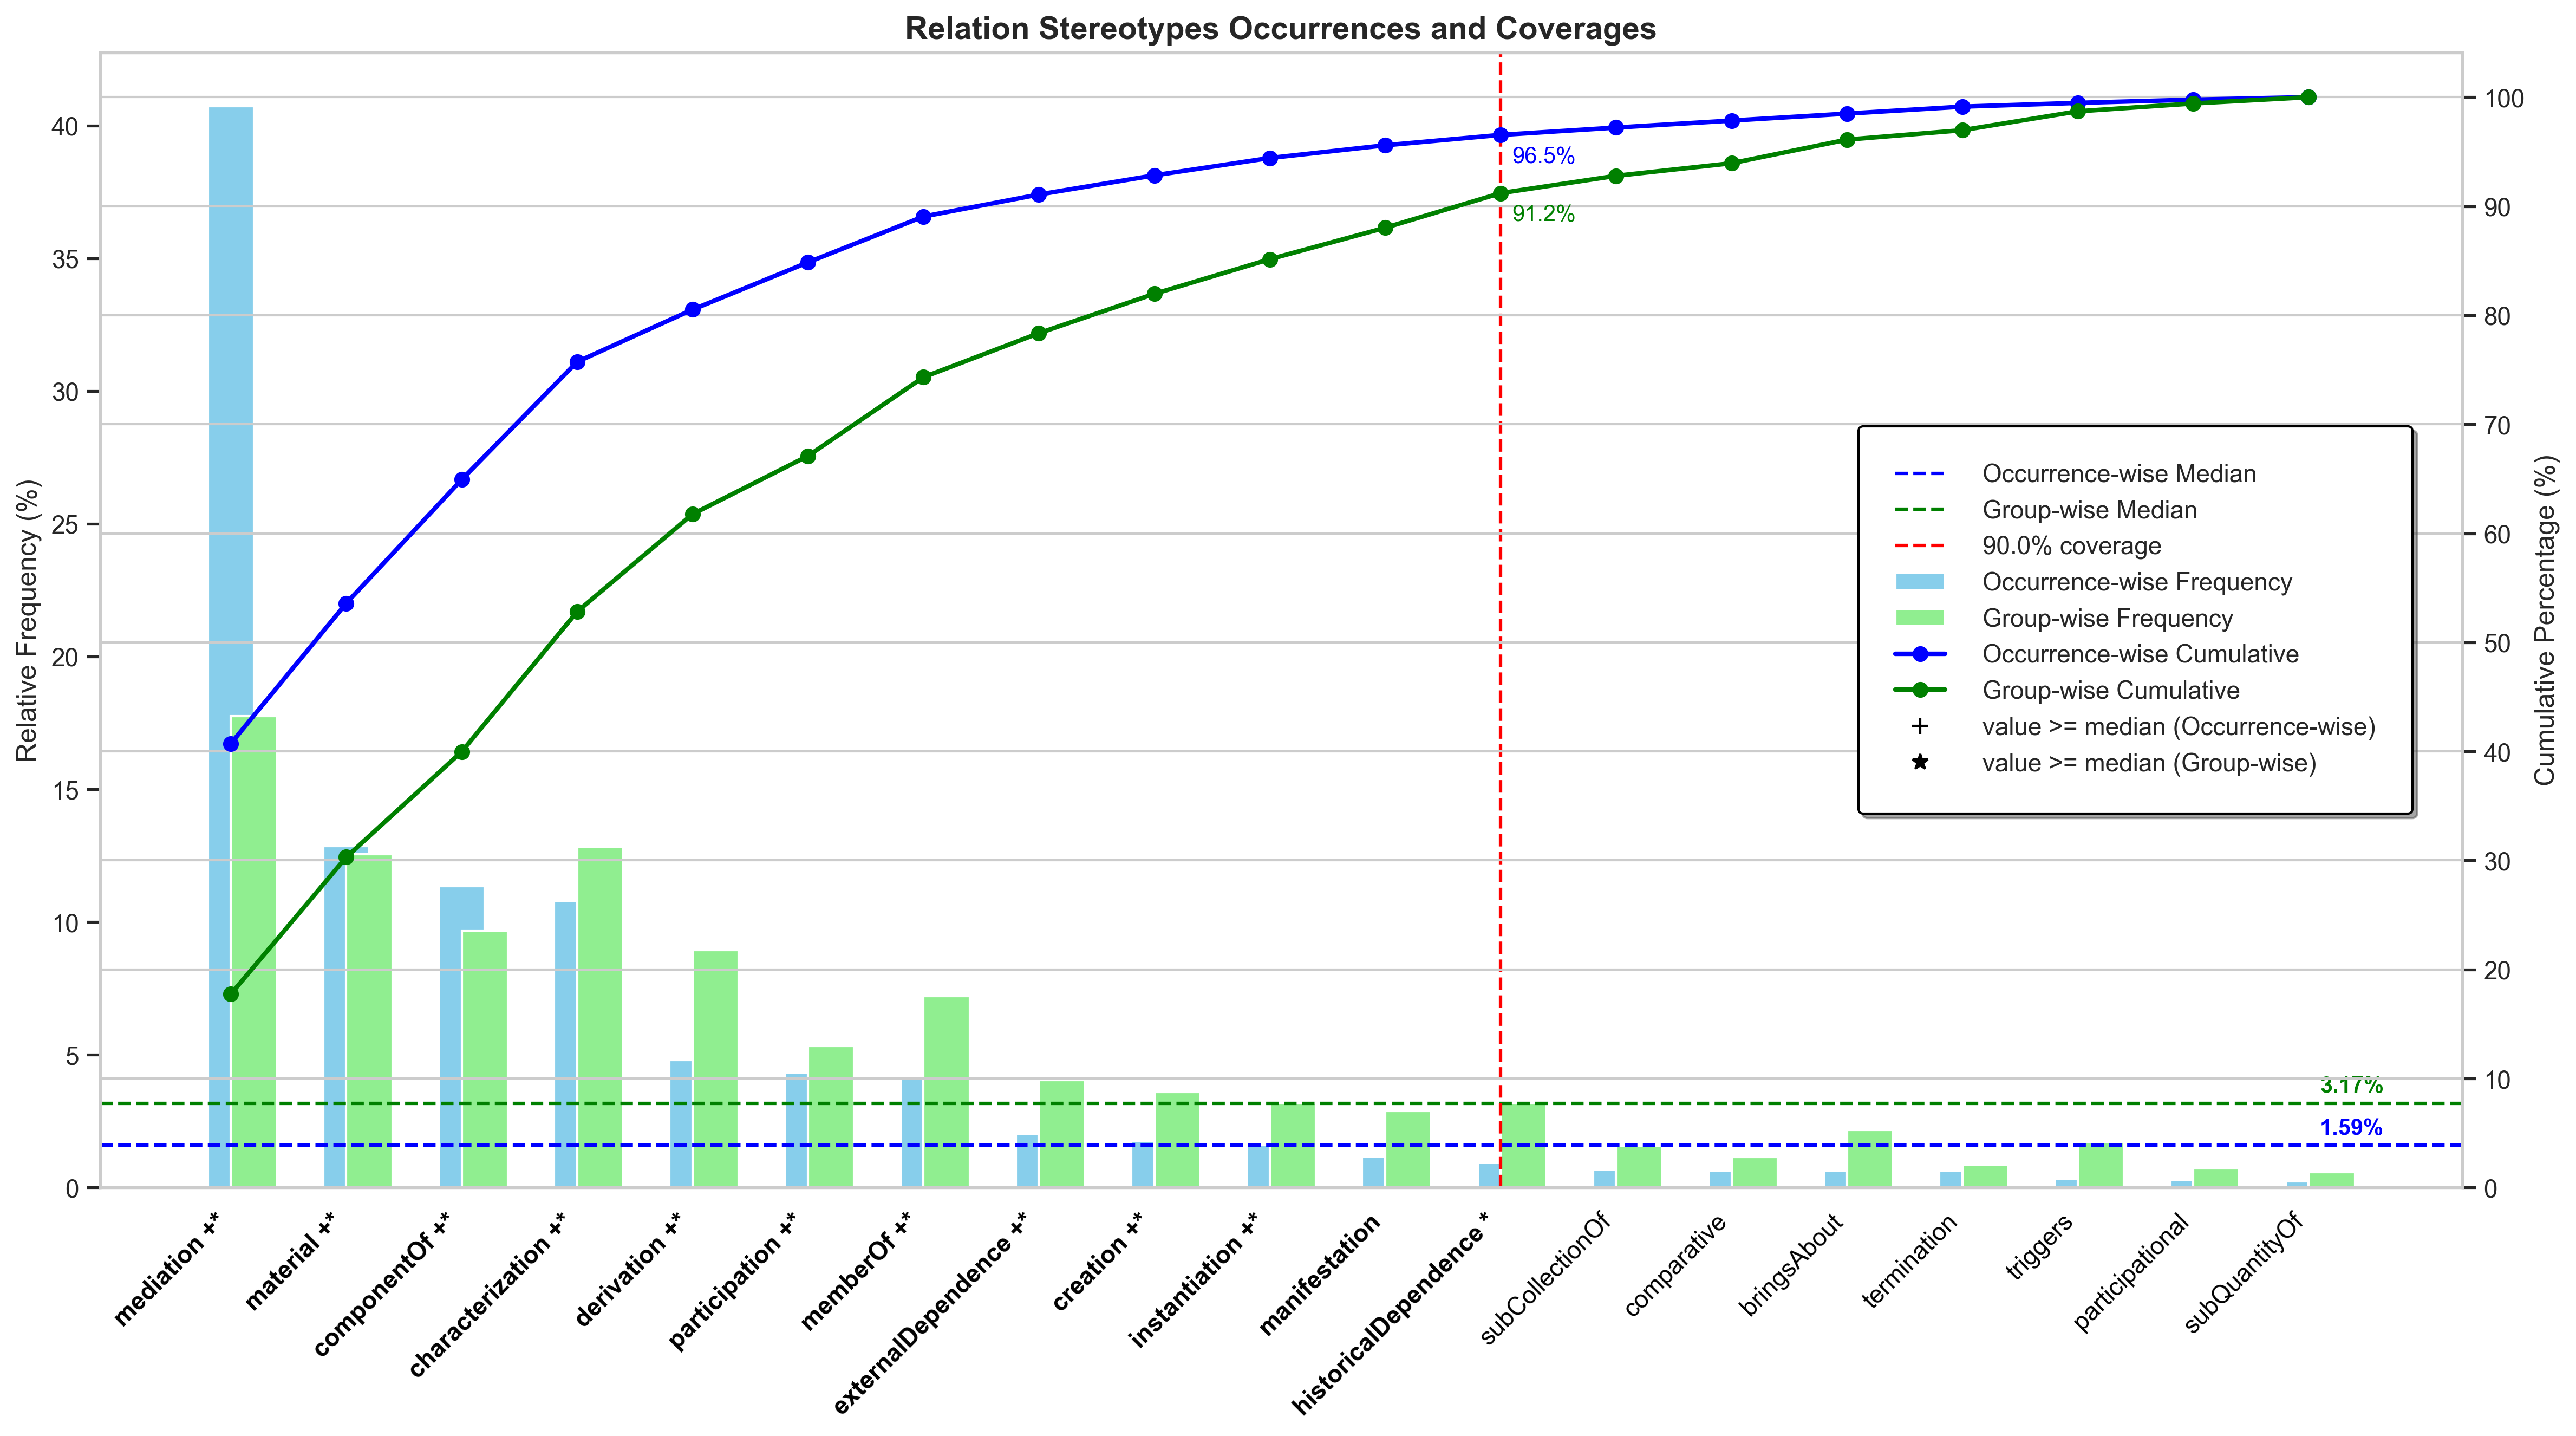 Relation Stereotypes Occurrences and Coverages
Relative Frequency (%)
40
35
30
25
20
15
10
5
0
Cumulative Percentage (%)
100
90
80
70
60
50
40
30
20
10
0
96.5%
91.2%
3.17%
1.59%
Occurrence-wise Median
Group-wise Median
90.0% coverage
Occurrence-wise Frequency
Group-wise Frequency
Occurrence-wise Cumulative
Group-wise Cumulative
+ value >= median (Occurrence-wise)
★ value >= median (Group-wise)
mediation +*
material +*
componentOf +*
characterization +*
derivation +*
participation +*
memberOf +*
externalDependence +*
creation +*
instantiation +*
manifestation
historicalDependence *
subCollectionOf
comparative
bringsAbout
termination
triggers
participational
subQuantityOf